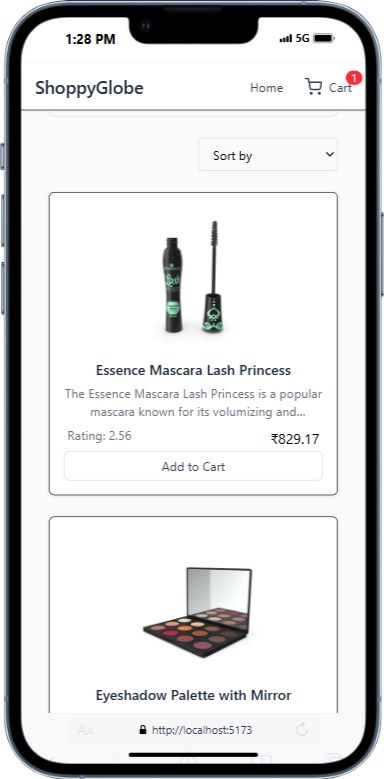 1:28 PM 5G
ShoppyGlobe Home Cart 1
Sort by
essence
Lash
Essence Mascara Lash Princess
The Essence Mascara Lash Princess is a popular
mascara known for its volumizing and...
Rating: 2.56 ₹829.17
Add to Cart
Eyeshadow Palette with Mirror
AA http://localhost:5173